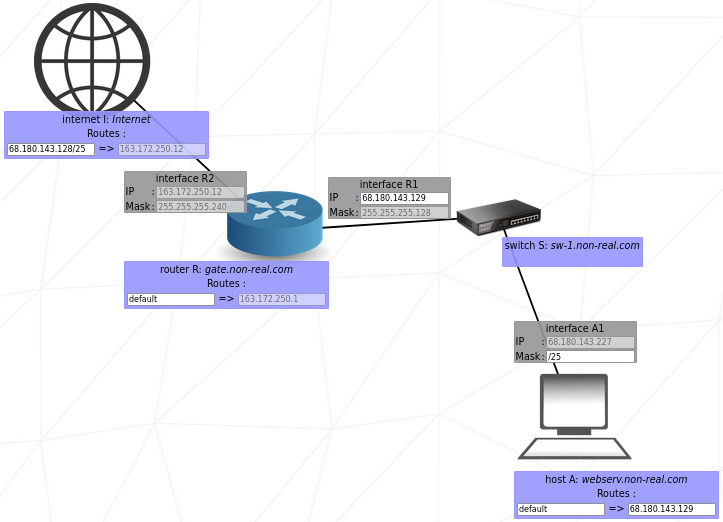 internet I: Internet
Routes :
68.180.143.128/25 => 163.172.250.12
interface R2
IP : 163.172.250.12
Mask : 255.255.255.240
interface R1
IP : 68.180.143.129
Mask : 255.255.255.128
switch S: sw-1.non-real.com
router R: gate.non-real.com
Routes :
default => 163.172.250.1
interface A1
IP : 68.180.143.227
Mask : /25
host A: webserv.non-real.com
Routes :
default => 68.180.143.129